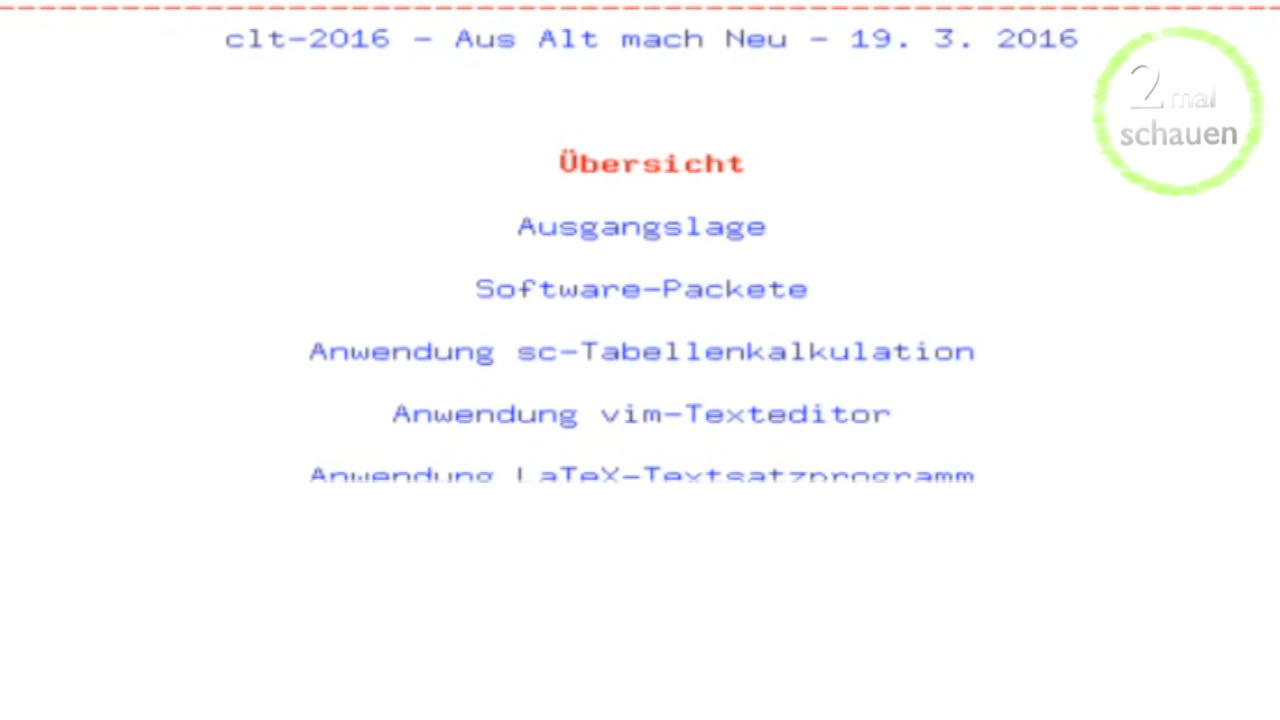 clt-2016 - Aus Alt mach Neu - 19. 3. 2016
2 mal
schauen
Übersicht
Ausgangslage
Software-Packete
Anwendung sc-Tabellenkalkulation
Anwendung vim-Texteditor
Anwendung LaTeX-Textsatzprogramm